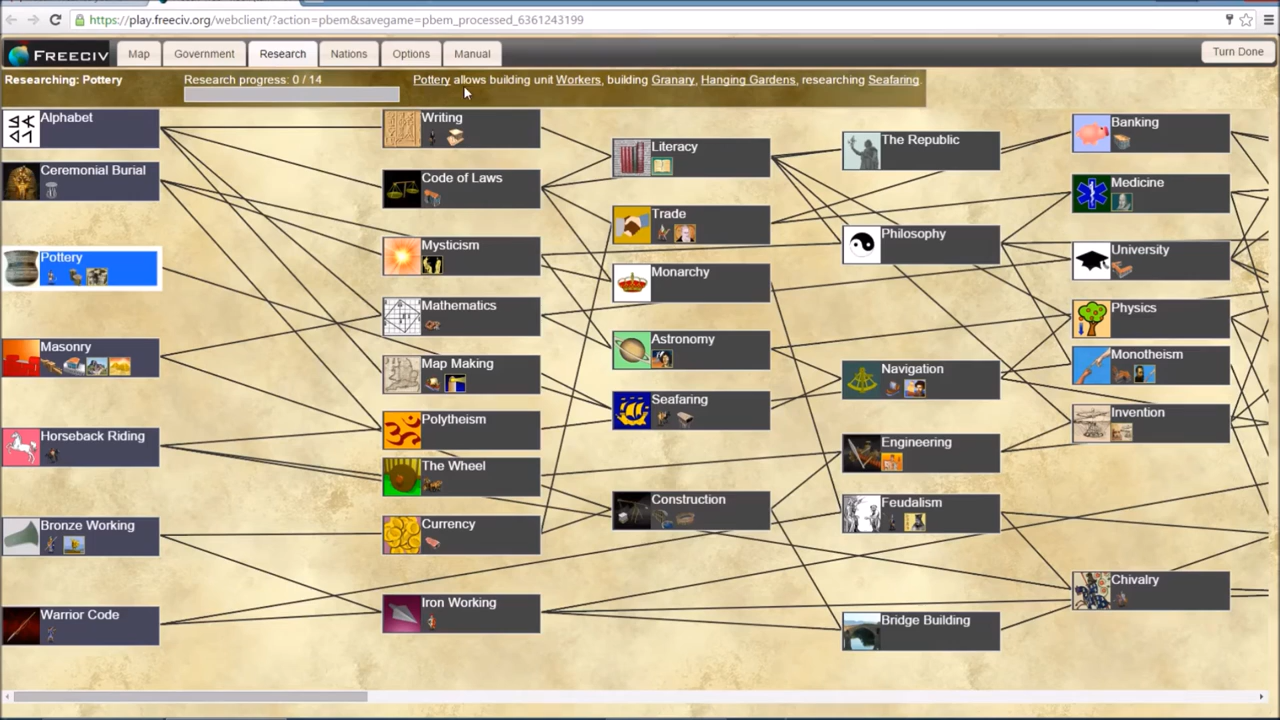 https://play.freeciv.org/webclient/?action=pbem&savegame=pbem_processed_6361243199
FREECIV Map Government Research Nations Options Manual Turn Done
Researching: Pottery Research progress: 0 / 14 Pottery allows building unit Workers, building Granary, Hanging Gardens, researching Seafaring.
Alphabet
Ceremonial Burial
Pottery
Masonry
Horseback Riding
Bronze Working
Warrior Code
Writing
Code of Laws
Mysticism
Mathematics
Map Making
Polytheism
The Wheel
Currency
Iron Working
Literacy
Trade
Monarchy
Astronomy
Seafaring
Construction
The Republic
Philosophy
Navigation
Engineering
Feudalism
Bridge Building
Banking
Medicine
University
Physics
Monotheism
Invention
Chivalry